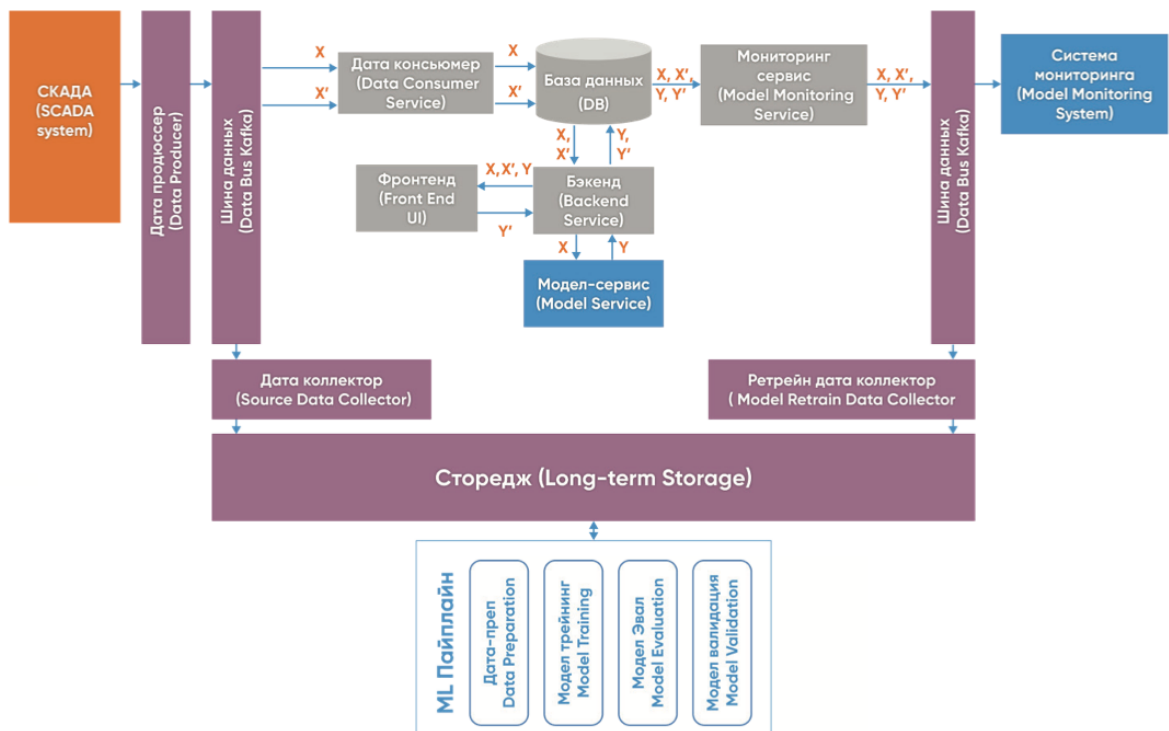 СКАДА
(SCADA
system)
Дата продюссер
(Data Producer)
Шина данных
(Data Bus Kafka)
X
X'
Дата консьюмер
(Data Consumer
Service)
X
X'
База данных
(DB)
X, X',
Y, Y'
Мониторинг
сервис
(Model Monitoring
Service)
X, X',
Y, Y'
Шина данных
(Data Bus Kafka)
Система
мониторинга
(Model Monitoring
System)
X,
X'
Y,
Y'
Фронтенд
(Front End
UI)
X, X', Y
Y'
Бэкенд
(Backend
Service)
X
Y
Модел-сервис
(Model Service)
Дата коллектор
(Source Data Collector)
Ретрейн дата коллектор
( Model Retrain Data Collector
Сторедж (Long-term Storage)
ML Пайплайн
Дата-преп
Data Preparation
Модел трейнинг
Model Training
Модел Эвал
Model Evaluation
Модел валидация
Model Validation